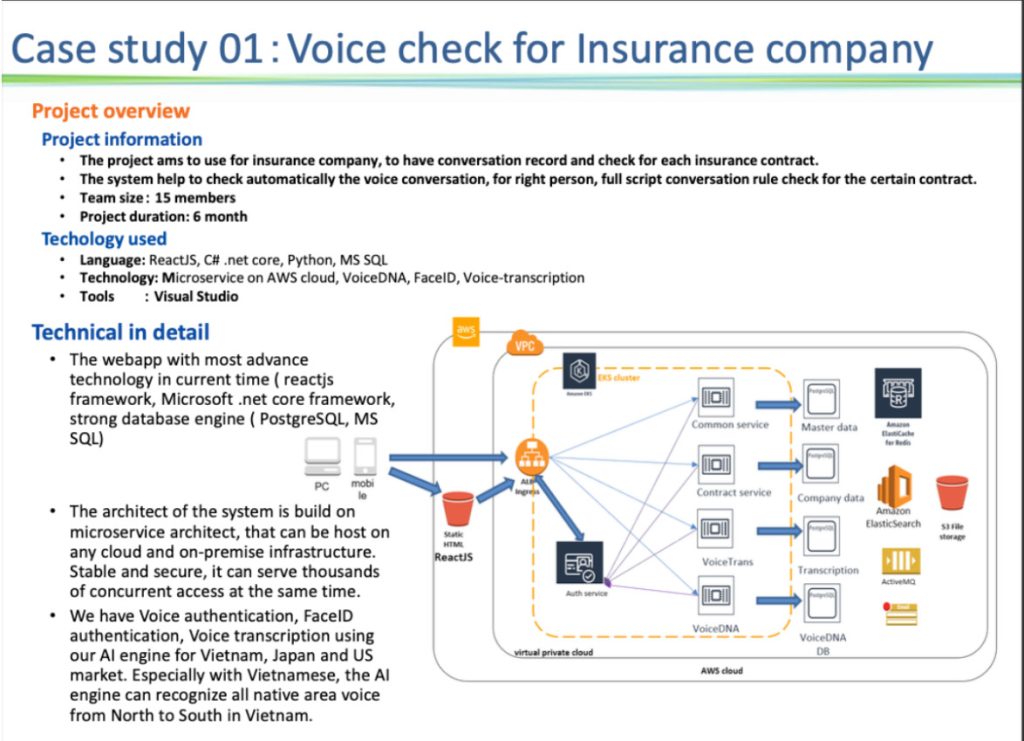 Case study 01: Voice check for Insurance company
Project overview
Project information
• The project ams to use for insurance company, to have conversation record and check for each insurance contract.
• The system help to check automatically the voice conversation, for right person, full script conversation rule check for the certain contract.
• Team size: 15 members
• Project duration: 6 month
Techology used
• Language: ReactJS, C# .net core, Python, MS SQL
• Technology: Microservice on AWS cloud, VoiceDNA, FaceID, Voice-transcription
• Tools : Visual Studio
Technical in detail
• The webapp with most advance
technology in current time ( reactjs
framework, Microsoft .net core framework,
strong database engine ( PostgreSQL, MS
SQL)
• The architect of the system is build on
microservice architect, that can be host on
any cloud and on-premise infrastructure.
Stable and secure, it can serve thousands
of concurrent access at the same time.
• We have Voice authentication, FaceID
authentication, Voice transcription using
our AI engine for Vietnam, Japan and US
market. Especially with Vietnamese, the AI
engine can recognize all native area voice
from North to South in Vietnam.
aws
VPC
Amazon EKS
EKS cluster
PC
mobi
le
Static
HTML
ReactJS
ALB
Ingress
Auth service
Common service
Contract service
VoiceTrans
VoiceDNA
PostgreSQL
Master data
PostgreSQL
Company data
PostgreSQL
Transcription
PostgreSQL
VoiceDNA
DB
Amazon
ElastiCache
for Redis
Amazon
ElasticSearch
S3 File
storage
ActiveMQ
Email
virtual private cloud
AWS cloud